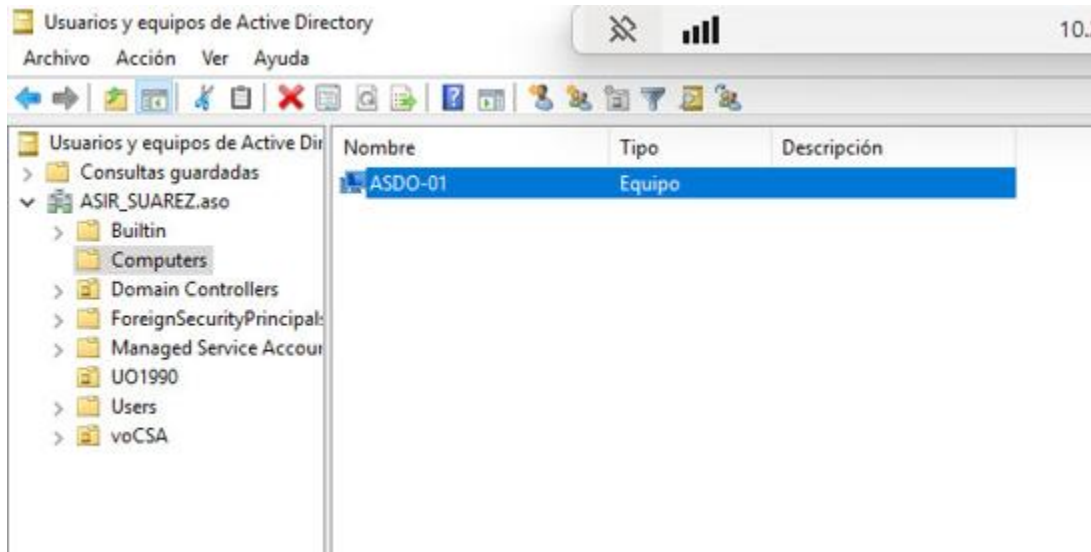 Usuarios y equipos de Active Directory
10.
Archivo Acción Ver Ayuda
Usuarios y equipos de Active Dir
Consultas guardadas
ASIR_SUAREZ.aso
Builtin
Computers
Domain Controllers
ForeignSecurityPrincipals
Managed Service Accour
UO1990
Users
voCSA
Nombre Tipo Descripción
ASDO-01 Equipo